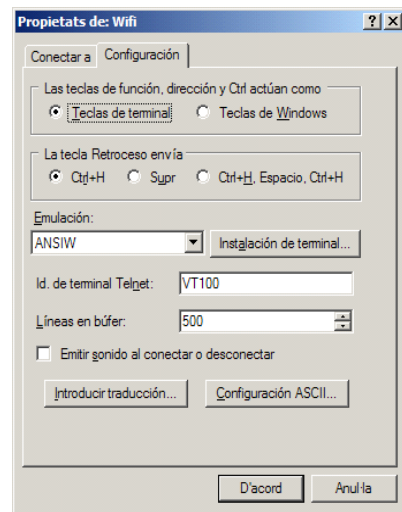 Propietats de: Wifi
Conectar a Configuración
Las teclas de función, dirección y Ctrl actúan como
Teclas de terminal Teclas de Windows
La tecla Retroceso envía
Ctrl+H Supr Ctrl+H, Espacio, Ctrl+H
Emulación:
ANSIW Instalación de terminal...
Id. de terminal Telnet: VT100
Líneas en búfer: 500
Emitir sonido al conectar o desconectar
Introducir traducción... Configuración ASCII...
D'acord Anul·la